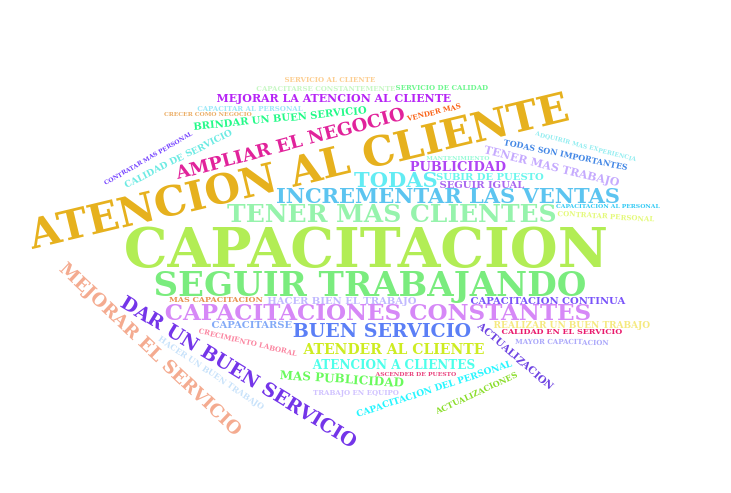 SERVICIO AL CLIENTE
CAPACITARSE CONSTANTEMENTE
SERVICIO DE CALIDAD
MEJORAR LA ATENCION AL CLIENTE
CAPACITAR AL PERSONAL
CRECER COMO NEGOCIO
BRINDAR UN BUEN SERVICIO
VENDER MAS
AMPLIAR EL NEGOCIO
CONTRATAR MAS PERSONAL
CALIDAD DE SERVICIO
ATENCION AL CLIENTE
ADQUIRIR MAS EXPERIENCIA
TODAS SON IMPORTANTES
TENER MAS TRABAJO
MANTENIMIENTO
PUBLICIDAD
TODAS
SUBIR DE PUESTO
SEGUIR IGUAL
INCREMENTAR LAS VENTAS
CAPACITACION AL PERSONAL
TENER MAS CLIENTES
CONTRATAR PERSONAL
CAPACITACION
SEGUIR TRABAJANDO
MAS CAPACITACION
HACER BIEN EL TRABAJO
CAPACITACION CONTINUA
CAPACITACIONES CONSTANTES
MEJORAR EL SERVICIO
DAR UN BUEN SERVICIO
CAPACITARSE
BUEN SERVICIO
REALIZAR UN BUEN TRABAJO
CALIDAD EN EL SERVICIO
ACTUALIZACION
MAYOR CAPACITACION
CRECIMIENTO LABORAL
HACER UN BUEN TRABAJO
ATENDER AL CLIENTE
ATENCION A CLIENTES
MAS PUBLICIDAD
ASCENDER DE PUESTO
CAPACITACION DEL PERSONAL
TRABAJO EN EQUIPO
ACTUALIZACIONES